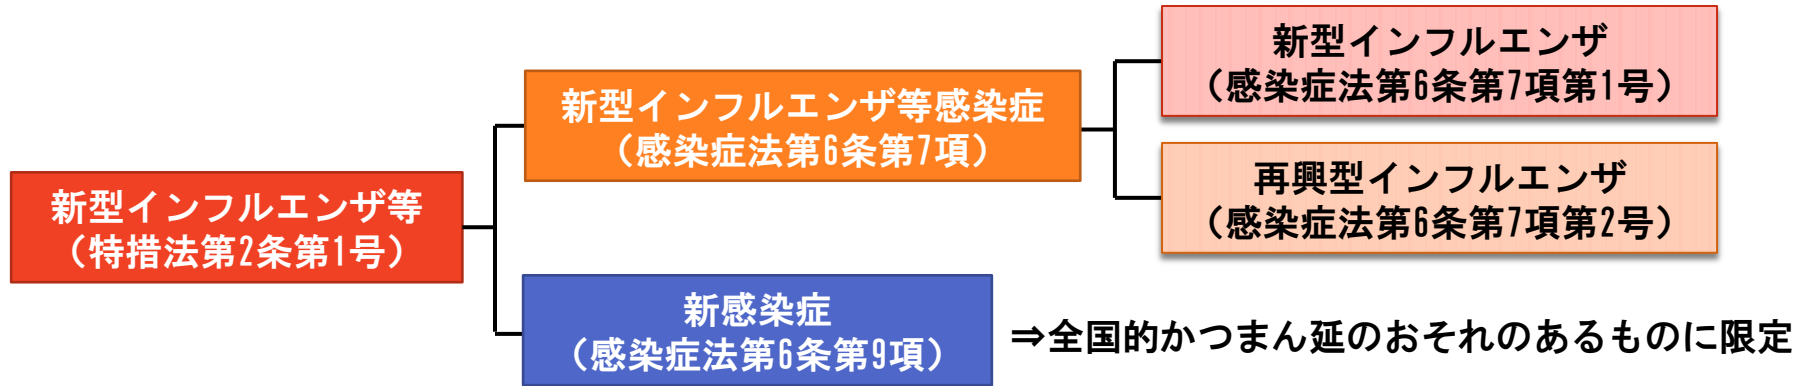 新型インフルエンザ等
（特措法第2条第1号）
新型インフルエンザ等感染症
（感染症法第6条第7項）
新型インフルエンザ
（感染症法第6条第7項第1号）
再興型インフルエンザ
（感染症法第6条第7項第2号）
新感染症
（感染症法第6条第9項）
⇒全国的かつまん延のおそれのあるものに限定